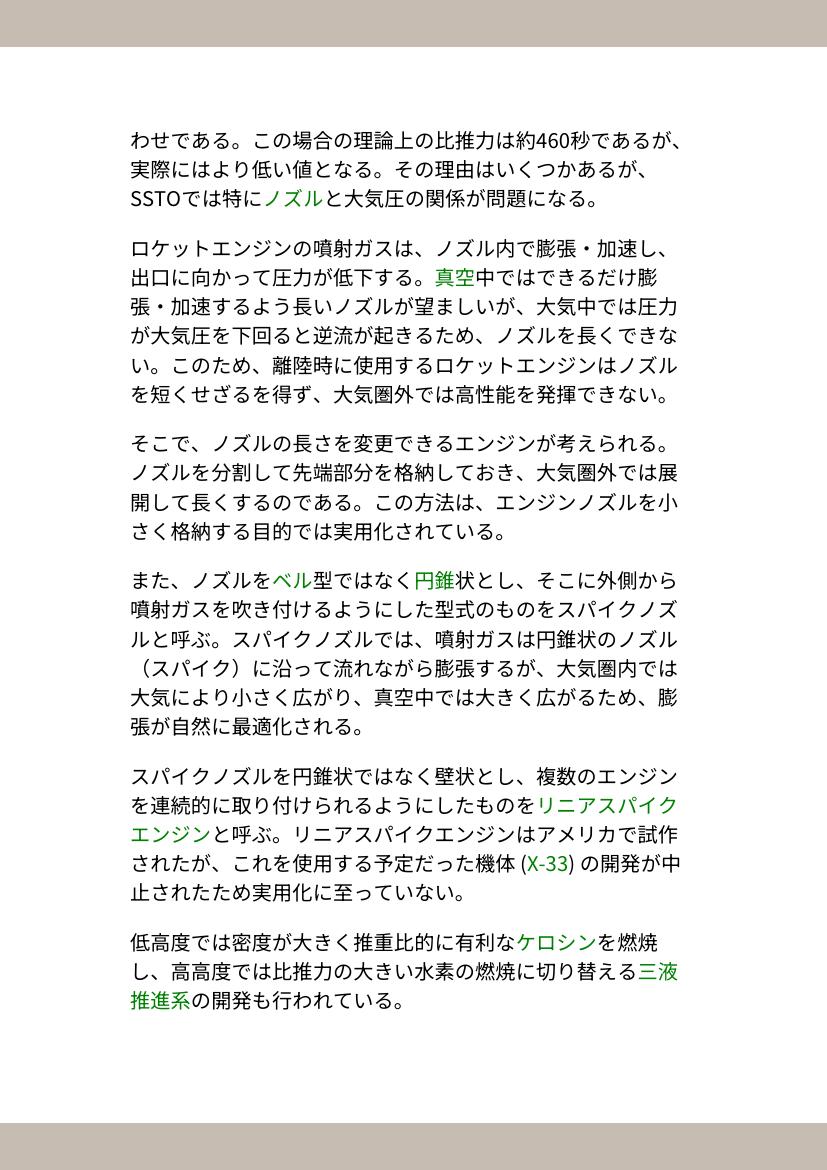 わせである。この場合の理論上の比推力は約460秒であるが、
実際にはより低い値となる。その理由はいくつかあるが、
SSTOでは特にノズルと大気圧の関係が問題になる。
ロケットエンジンの噴射ガスは、ノズル内で膨張・加速し、
出口に向かって圧力が低下する。真空中ではできるだけ膨
張・加速するよう長いノズルが望ましいが、大気中では圧力
が大気圧を下回ると逆流が起きるため、ノズルを長くできな
い。このため、離陸時に使用するロケットエンジンはノズル
を短くせざるを得ず、大気圏外では高性能を発揮できない。
そこで、ノズルの長さを変更できるエンジンが考えられる。
ノズルを分割して先端部分を格納しておき、大気圏外では展
開して長くするのである。この方法は、エンジンノズルを小
さく格納する目的では実用化されている。
また、ノズルをベル型ではなく円錐状とし、そこに外側から
噴射ガスを吹き付けるようにした型式のものをスパイクノズ
ルと呼ぶ。スパイクノズルでは、噴射ガスは円錐状のノズル
（スパイク）に沿って流れながら膨張するが、大気圏内では
大気により小さく広がり、真空中では大きく広がるため、膨
張が自然に最適化される。
スパイクノズルを円錐状ではなく壁状とし、複数のエンジン
を連続的に取り付けられるようにしたものをリニアスパイク
エンジンと呼ぶ。リニアスパイクエンジンはアメリカで試作
されたが、これを使用する予定だった機体 (X-33) の開発が中
止されたため実用化に至っていない。
低高度では密度が大きく推重比的に有利なケロシンを燃焼
し、高高度では比推力の大きい水素の燃焼に切り替える三液
推進系の開発も行われている。